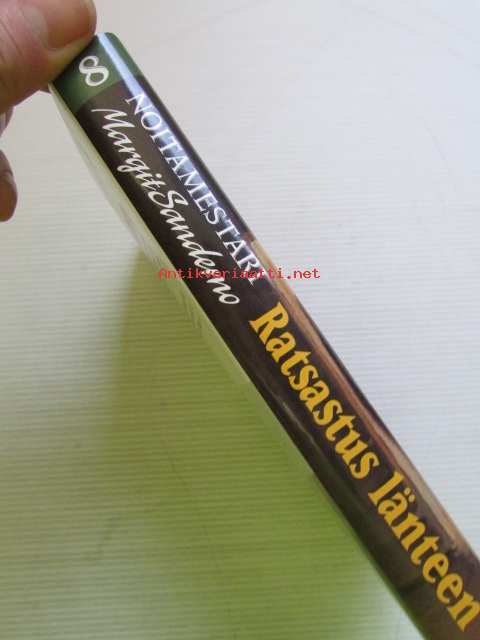 8
NOITAMESTARI
Margit Sandemo
Ratsastus länteen
Antikvariaatti.net